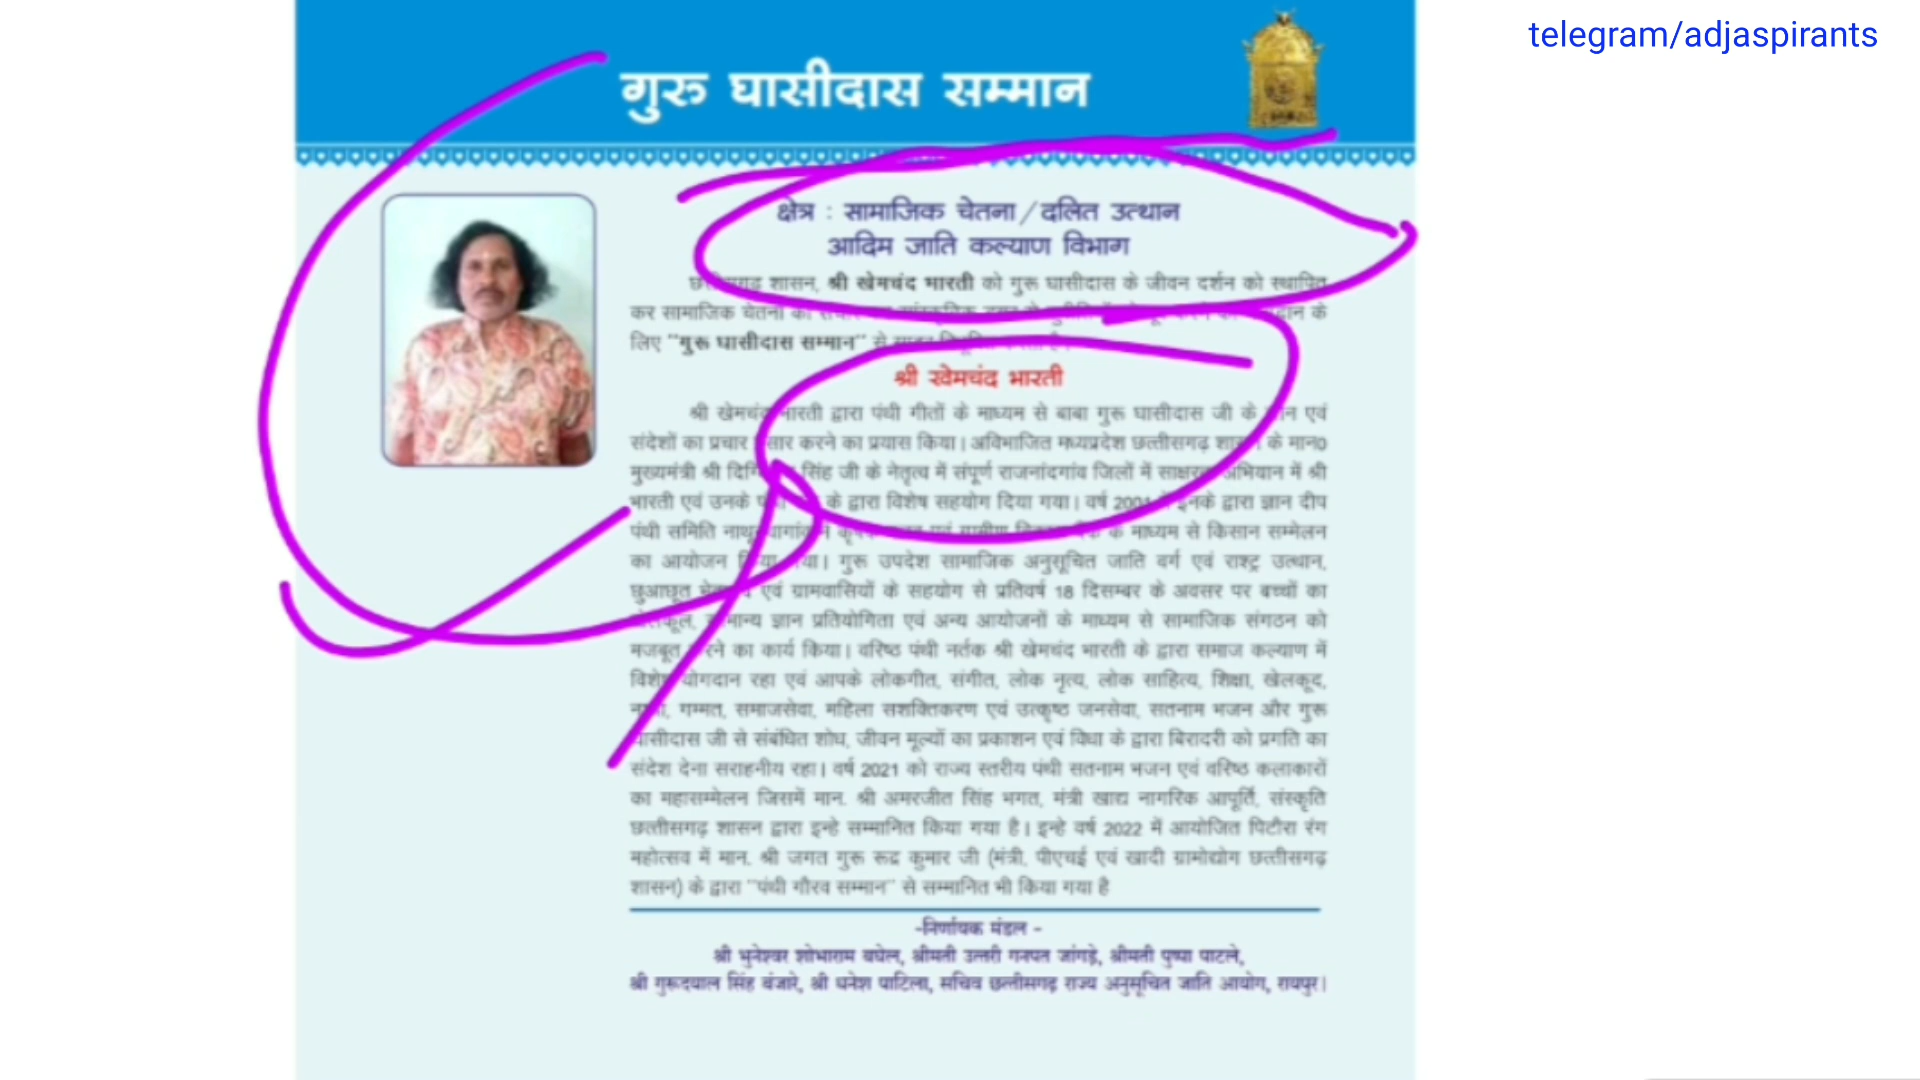 telegram/adjaspirants
गुरु घासीदास सम्मान
क्षेत्र : सामाजिक चेतना/दलित उत्थान
आदिम जाति कल्याण विभाग
शासन, श्री खेमचंद भारती को गुरू घासीदास के जीवन दर्शन को स्थापित
कर सामाजिक चेतना के
लिए "गुरू घासीदास सम्मान" से
श्री खेमचंद भारती
श्री खेमचंद भारती द्वारा पंथी गीतों के माध्यम से बाबा गुरू घासीदास जी के एवं
संदेशों का प्रचार करने का प्रयास किया। अविभाजित मध्यप्रदेश छत्तीसगढ़ के मान0
मुख्यमंत्री श्री सिंह जी के नेतृत्व में संपूर्ण राजनांदगांव जिलों में अभियान में श्री
भारती एवं उनके के द्वारा विशेष सहयोग दिया गया। वर्ष इनके द्वारा ज्ञान दीप
पंथी समिति के माध्यम से किसान सम्मेलन
का आयोजन गुरू उपदेश सामाजिक अनुसूचित जाति वर्ग एवं राश्ट्र उत्थान,
छुआछूत एवं ग्रामवासियों के सहयोग से प्रतिवर्ष 18 दिसम्बर के अवसर पर बच्चों का
ज्ञान प्रतियोगिता एवं अन्य आयोजनों के माध्यम से सामाजिक संगठन को
मजबूत करने का कार्य किया। वरिष्ठ पंथी नर्तक श्री खेमचंद भारती के द्वारा समाज कल्याण में
विशेष योगदान रहा एवं आपके लोकगीत, संगीत, लोक नृत्य, लोक साहित्य, शिक्षा, खेलकूद,
गम्मत, समाजसेवा, महिला सशक्तिकरण एवं उत्कृष्ठ जनसेवा, सतनाम भजन और गुरू
घासीदास जी से संबंधित शोध, जीवन मूल्यों का प्रकाशन एवं विधा के द्वारा बिरादरी को प्रगति का
संदेश देना सराहनीय रहा। वर्ष 2021 को राज्य स्तरीय पंथी सतनाम भजन एवं वरिष्ठ कलाकारों
का महासम्मेलन जिसमें मान. श्री अमरजीत सिंह भगत, मंत्री खाद्य नागरिक आपूर्ति, संस्कृति
छत्तीसगढ़ शासन द्वारा इन्हे सम्मानित किया गया है। इन्हे वर्ष 2022 में आयोजित पिटौरा रंग
महोत्सव में मान. श्री जगत गुरू रूद्र कुमार जी (मंत्री, पीएचई एवं खादी ग्रामोद्योग छत्तीसगढ़
शासन) के द्वारा "पंथी गौरव सम्मान" से सम्मानित भी किया गया है
-निर्णायक मंडल -
श्री भुनेश्वर शोभाराम बघेल, श्रीमती उत्तरी गनपत जांगड़े, श्रीमती पुष्पा पाटले,
श्री गुरूदयाल सिंह बंजारे, श्री धनेश पाटिला, सचिव छत्तीसगढ़ राज्य अनुसूचित जाति आयोग, रायपुर।